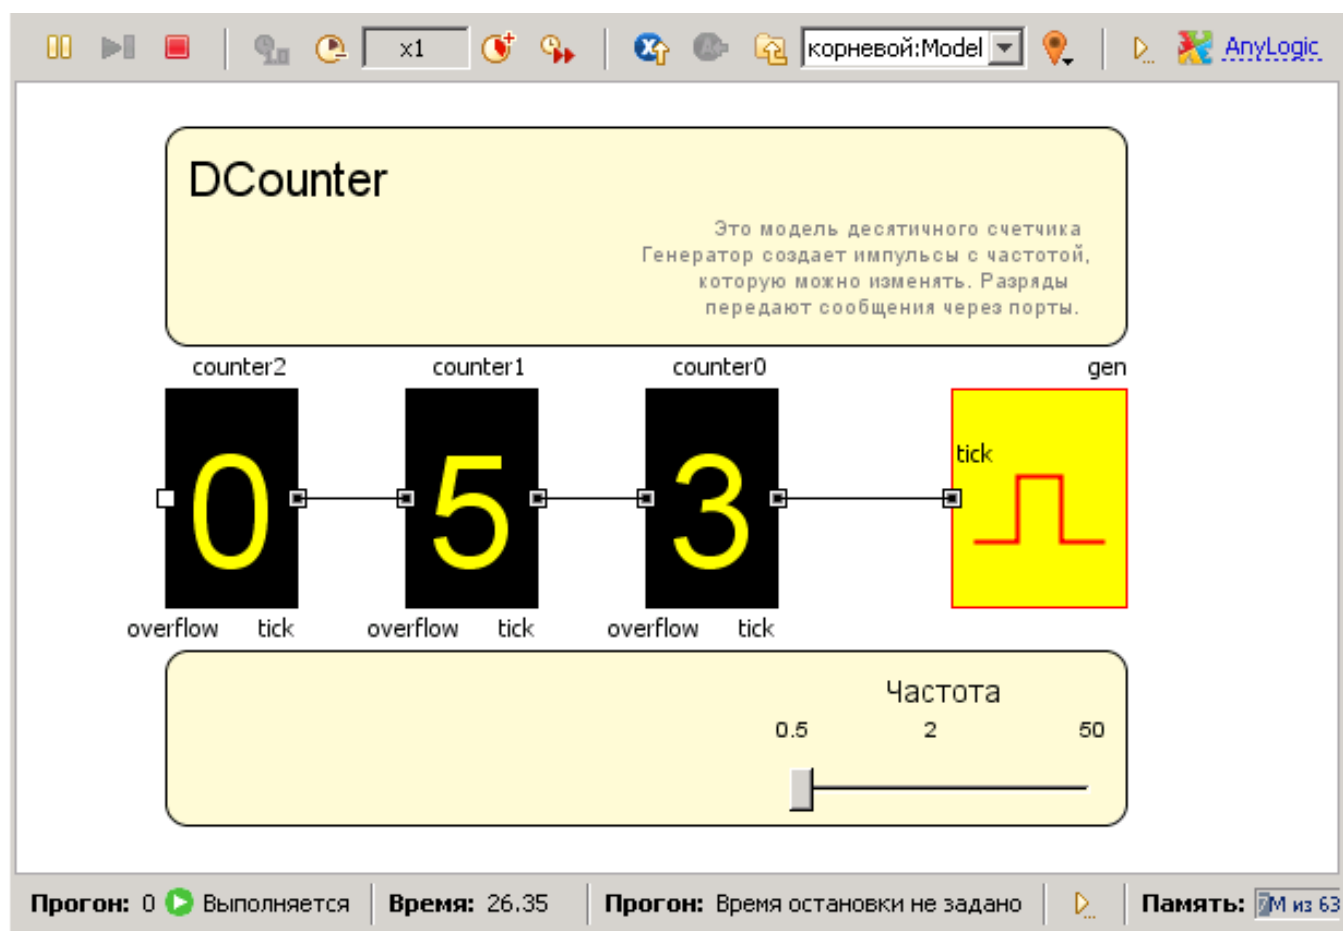 x1 корневой:Model AnyLogic
DCounter
Это модель десятичного счетчика
Генератор создает импульсы с частотой,
которую можно изменять. Разряды
передают сообщения через порты.
counter2 counter1 counter0 gen
tick
0 5 3
overflow tick overflow tick overflow tick
Частота
0.5 2 50
Прогон: 0 Выполняется Время: 26.35 Прогон: Время остановки не задано Память: М из 63